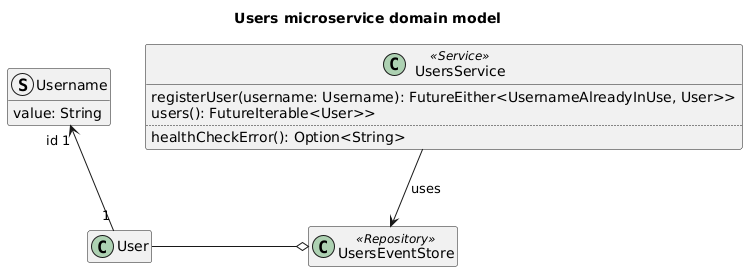 Users microservice domain model
«Service»
C UsersService
registerUser(username: Username): FutureEither<UsernameAlreadyInUse, User>>
users(): FutureIterable<User>>
healthCheckError(): Option<String>
S Username
value: String
id 1
uses
1
C User
«Repository»
C UsersEventStore